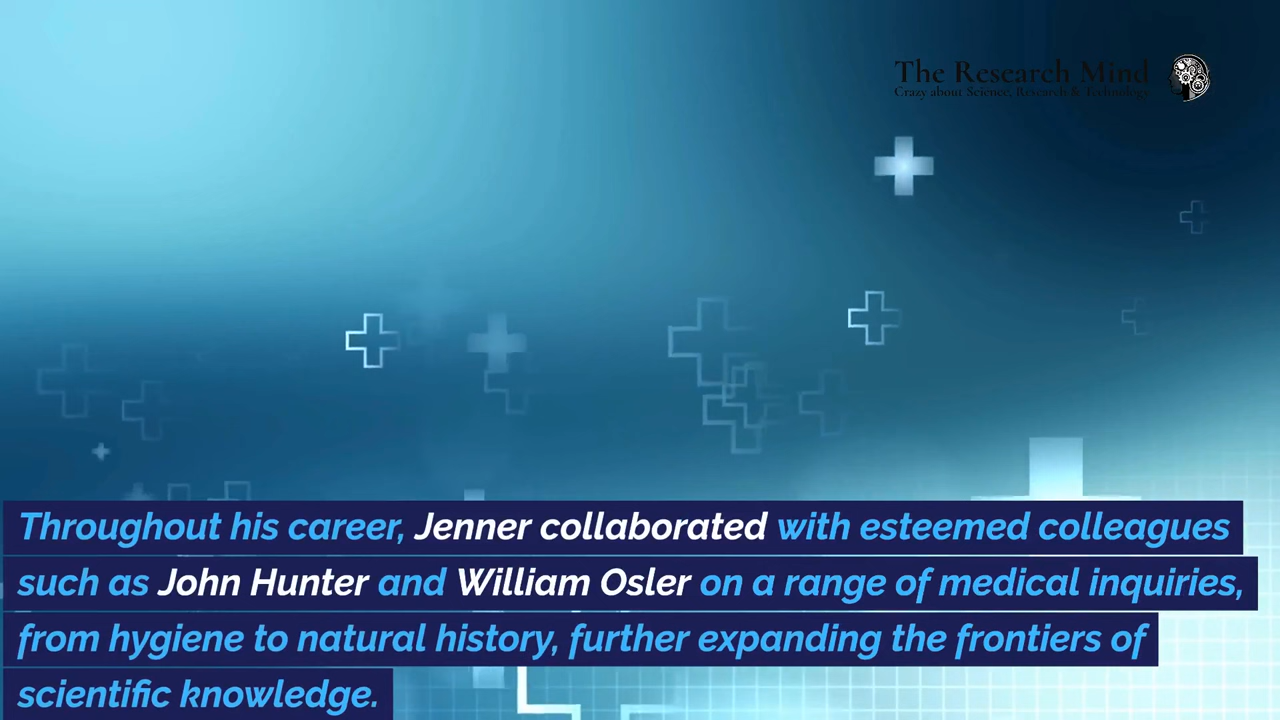 The Research Mind
Crazy about Science, Research & Technology
Throughout his career, Jenner collaborated with esteemed colleagues
such as John Hunter and William Osler on a range of medical inquiries,
from hygiene to natural history, further expanding the frontiers of
scientific knowledge.